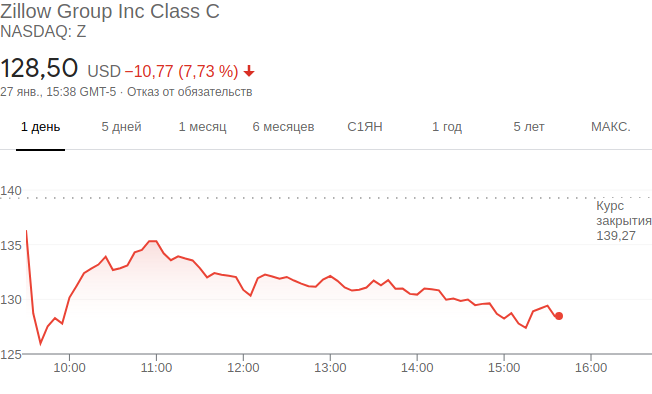 Zillow Group Inc Class C
NASDAQ: Z
128,50 USD −10,77 (7,73 %)
27 янв., 15:38 GMT-5 · Отказ от обязательств
1 день 5 дней 1 месяц 6 месяцев С1ЯН 1 год 5 лет МАКС.
140
Курс
закрытия
139,27
135
130
125
10:00 11:00 12:00 13:00 14:00 15:00 16:00